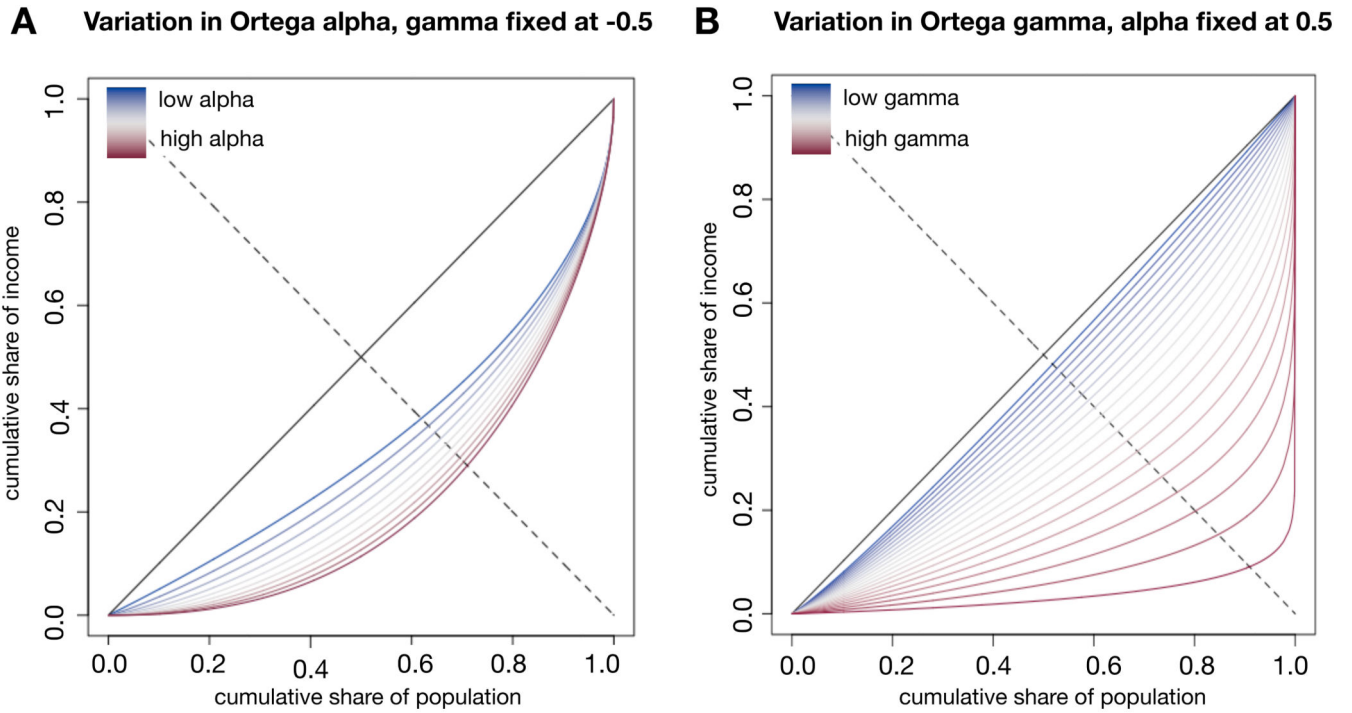 A
Variation in Ortega alpha, gamma fixed at -0.5
low alpha
high alpha
cumulative share of income
0.0
0.2
0.4
0.6
0.8
1.0
0.0 0.2 0.4 0.6 0.8 1.0
cumulative share of population
B
Variation in Ortega gamma, alpha fixed at 0.5
low gamma
high gamma
cumulative share of income
0.0
0.2
0.4
0.6
0.8
1.0
0.0 0.2 0.4 0.6 0.8 1.0
cumulative share of population